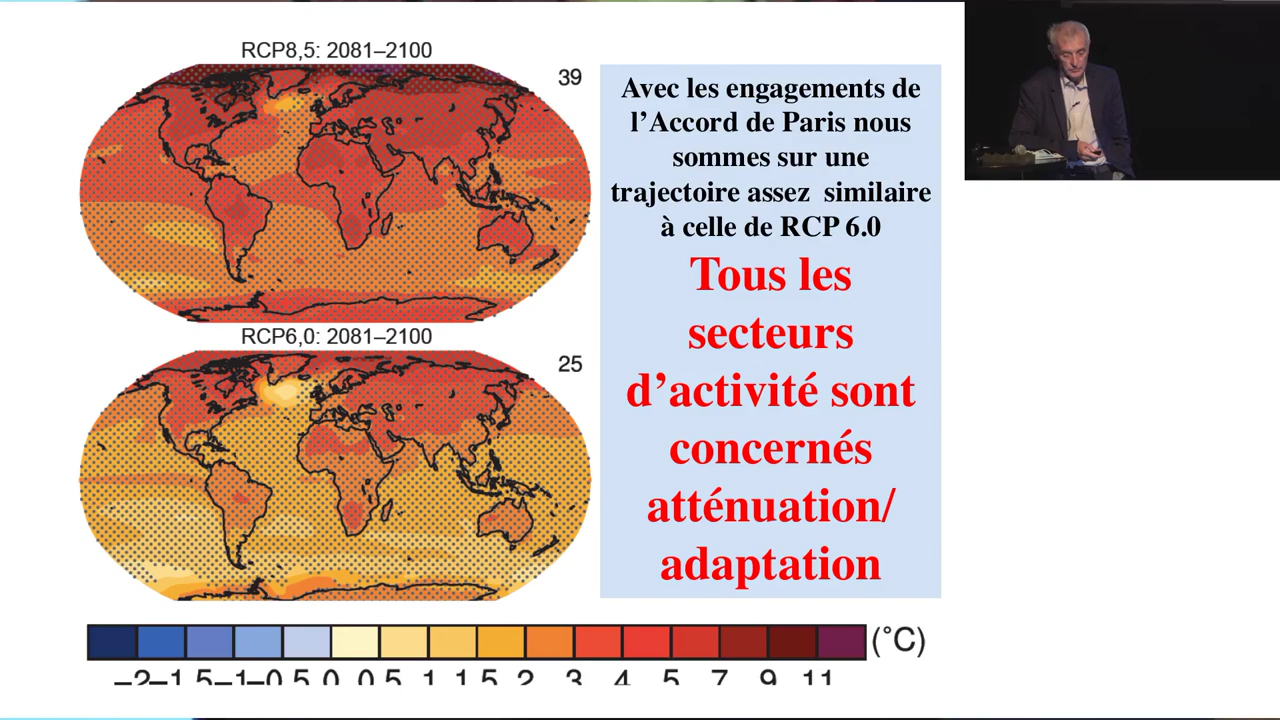 RCP8,5: 2081–2100
39
RCP6,0: 2081–2100
25
Avec les engagements de
l’Accord de Paris nous
sommes sur une
trajectoire assez similaire
à celle de RCP 6.0
Tous les
secteurs
d’activité sont
concernés
atténuation/
adaptation
(°C)
–2–1 5–1–0 5 0 0 5 1 1 5 2 3 4 5 7 9 11